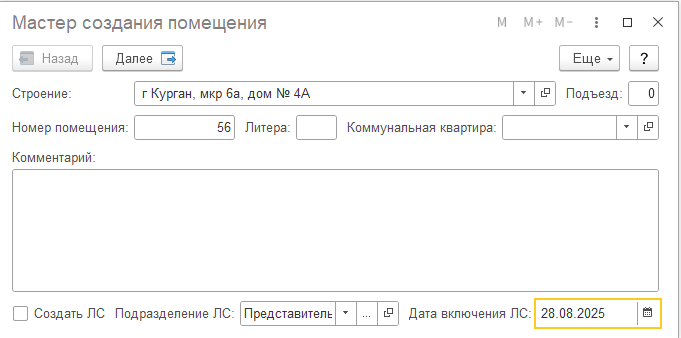 Мастер создания помещения M M+ M−
Назад Далее Еще ?
Строение: г Курган, мкр 6а, дом № 4А Подъезд: 0
Номер помещения: 56 Литера: Коммунальная квартира:
Комментарий:
Создать ЛС Подразделение ЛС: Представитель ... Дата включения ЛС: 28.08.2025